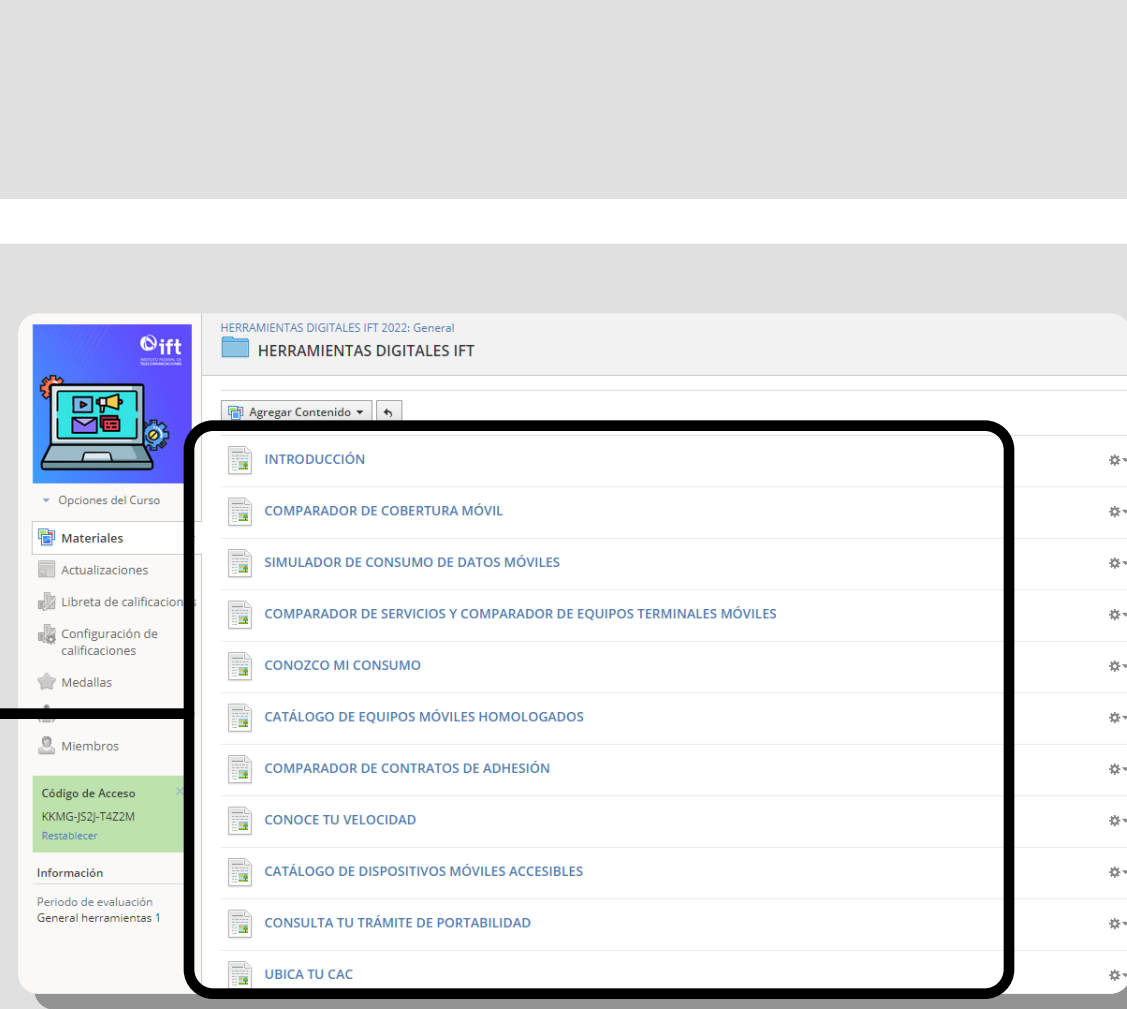 ift
INSTITUTO FEDERAL DE
TELECOMUNICACIONES
Opciones del Curso
Materiales
Actualizaciones
Libreta de calificaciones
Configuración de
calificaciones
Medallas
Miembros
Código de Acceso
KKMG-JS2J-T4Z2M
Restablecer
Información
Periodo de evaluación
General herramientas 1
HERRAMIENTAS DIGITALES IFT 2022: General
HERRAMIENTAS DIGITALES IFT
Agregar Contenido
INTRODUCCIÓN
COMPARADOR DE COBERTURA MÓVIL
SIMULADOR DE CONSUMO DE DATOS MÓVILES
COMPARADOR DE SERVICIOS Y COMPARADOR DE EQUIPOS TERMINALES MÓVILES
CONOZCO MI CONSUMO
CATÁLOGO DE EQUIPOS MÓVILES HOMOLOGADOS
COMPARADOR DE CONTRATOS DE ADHESIÓN
CONOCE TU VELOCIDAD
CATÁLOGO DE DISPOSITIVOS MÓVILES ACCESIBLES
CONSULTA TU TRÁMITE DE PORTABILIDAD
UBICA TU CAC